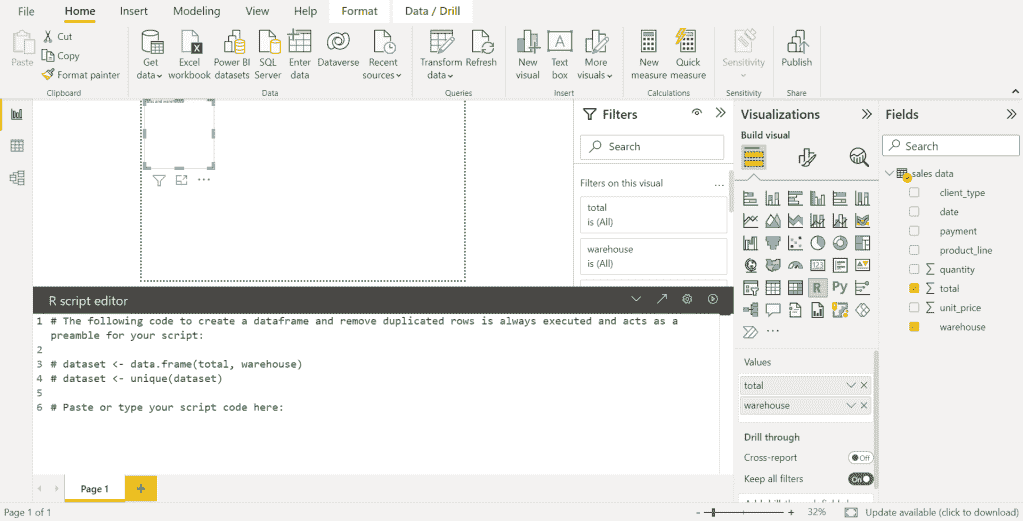 File Home Insert Modeling View Help Format Data / Drill
Paste
Cut
Copy
Format painter
Clipboard
Get data
Excel workbook
Power BI datasets
SQL Server
Enter data
Dataverse
Recent sources
Data
Transform data
Refresh
Queries
New visual
Text box
More visuals
Insert
New measure
Quick measure
Calculations
Sensitivity
Sensitivity
Publish
Share
Filters
Search
Filters on this visual ...
total
is (All)
warehouse
is (All)
Visualizations
Build visual
123
R Py
Values
total
warehouse
Drill through
Cross-report Off
Keep all filters On
Fields
Search
sales data
client_type
date
payment
product_line
quantity
total
unit_price
warehouse
R script editor
1 # The following code to create a dataframe and remove duplicated rows is always executed and acts as a
preamble for your script:
2
3 # dataset <- data.frame(total, warehouse)
4 # dataset <- unique(dataset)
5
6 # Paste or type your script code here:
Page 1 +
Page 1 of 1
- + 32% Update available (click to download)